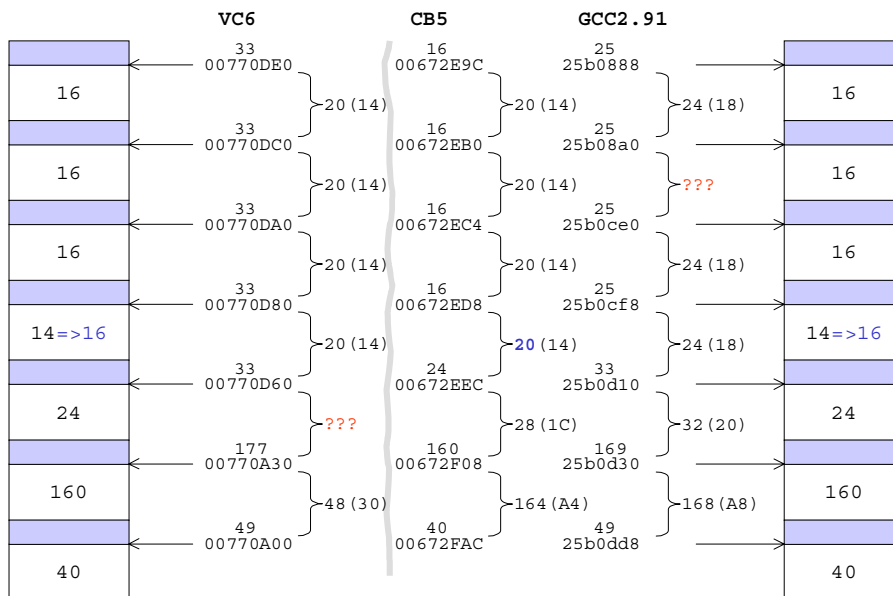 VC6 CB5 GCC2.91
33 16 25
00770DE0 00672E9C 25b0888
16 20(14) 20(14) 24(18) 16
33 16 25
00770DC0 00672EB0 25b08a0
16 20(14) 20(14) ??? 16
33 16 25
00770DA0 00672EC4 25b0ce0
16 20(14) 20(14) 24(18) 16
33 16 25
00770D80 00672ED8 25b0cf8
14=>16 20(14) 20(14) 24(18) 14=>16
33 24 33
00770D60 00672EEC 25b0d10
24 ??? 28(1C) 32(20) 24
177 160 169
00770A30 00672F08 25b0d30
160 48(30) 164(A4) 168(A8) 160
49 40 49
00770A00 00672FAC 25b0dd8
40 40